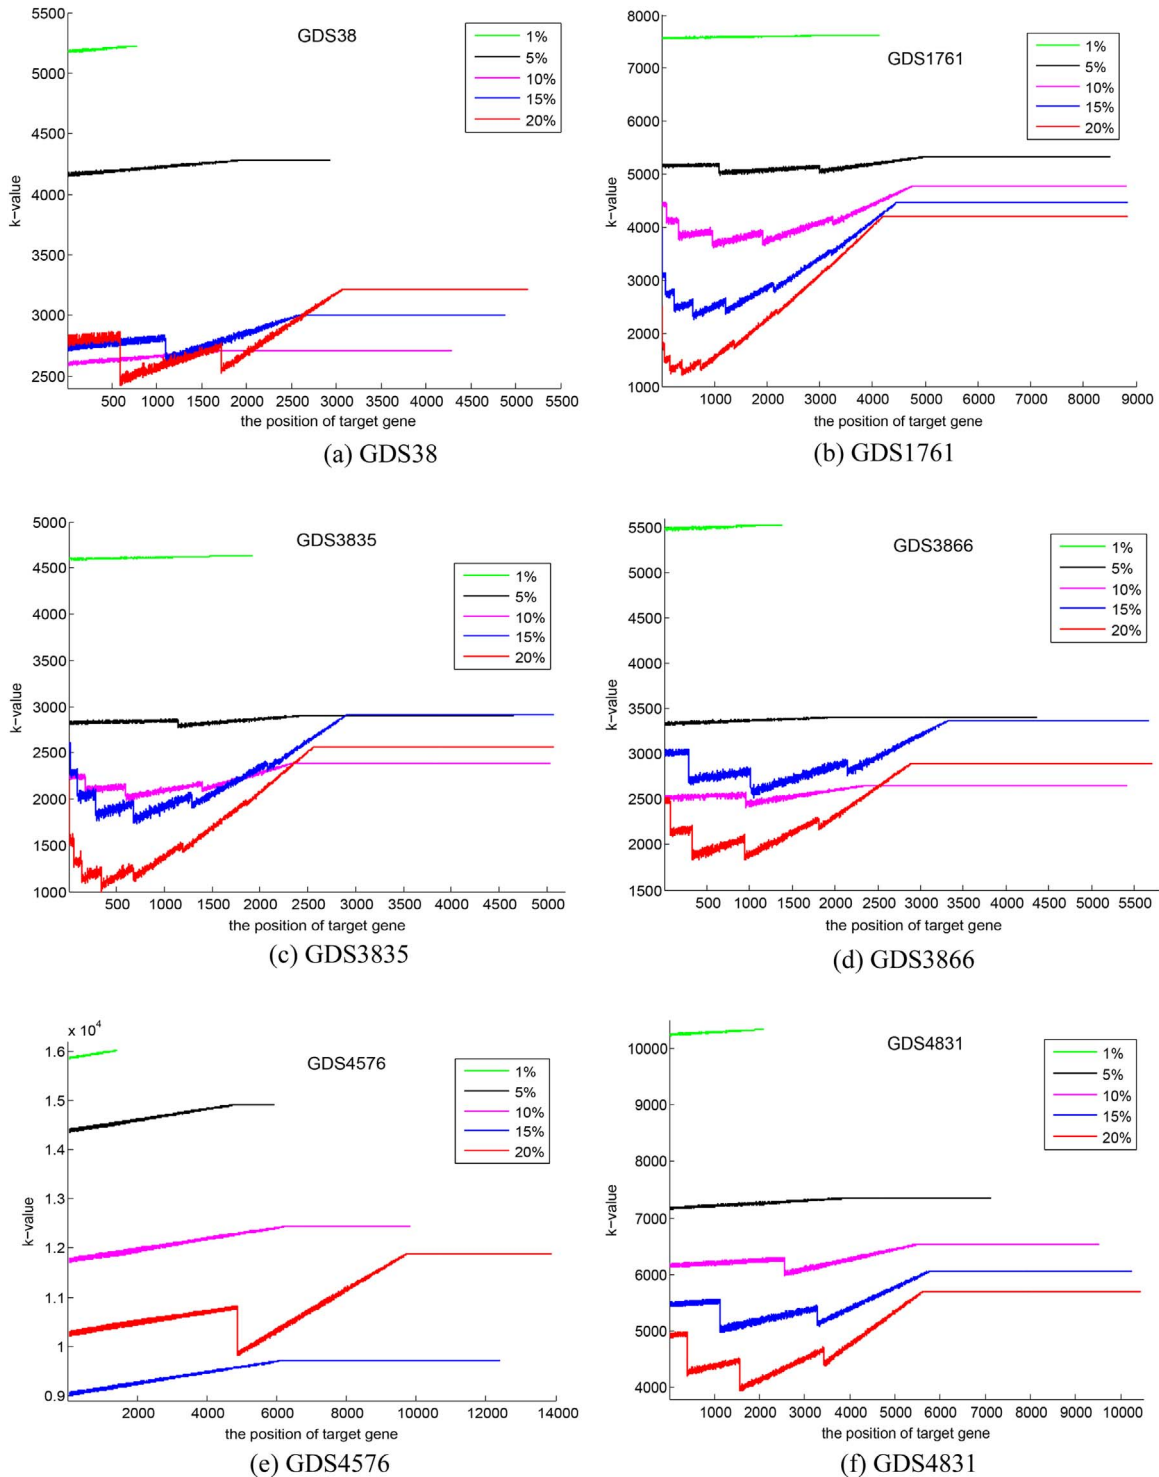 GDS38
1%
5%
10%
15%
20%
5500
5000
4500
4000
3500
3000
2500
k-value
500 1000 1500 2000 2500 3000 3500 4000 4500 5000 5500
the position of target gene
(a) GDS38
GDS1761
1%
5%
10%
15%
20%
8000
7000
6000
5000
4000
3000
2000
1000
k-value
1000 2000 3000 4000 5000 6000 7000 8000 9000
the position of target gene
(b) GDS1761
GDS3835
1%
5%
10%
15%
20%
5000
4500
4000
3500
3000
2500
2000
1500
1000
k-value
500 1000 1500 2000 2500 3000 3500 4000 4500 5000
the position of target gene
(c) GDS3835
GDS3866
1%
5%
10%
15%
20%
5500
5000
4500
4000
3500
3000
2500
2000
1500
k-value
500 1000 1500 2000 2500 3000 3500 4000 4500 5000 5500
the position of target gene
(d) GDS3866
x 10^4
GDS4576
1%
5%
10%
15%
20%
1.6
1.5
1.4
1.3
1.2
1.1
1
0.9
k-value
2000 4000 6000 8000 10000 12000 14000
the position of target gene
(e) GDS4576
GDS4831
1%
5%
10%
15%
20%
10000
9000
8000
7000
6000
5000
4000
k-value
1000 2000 3000 4000 5000 6000 7000 8000 9000 10000
the position of target gene
(f) GDS4831